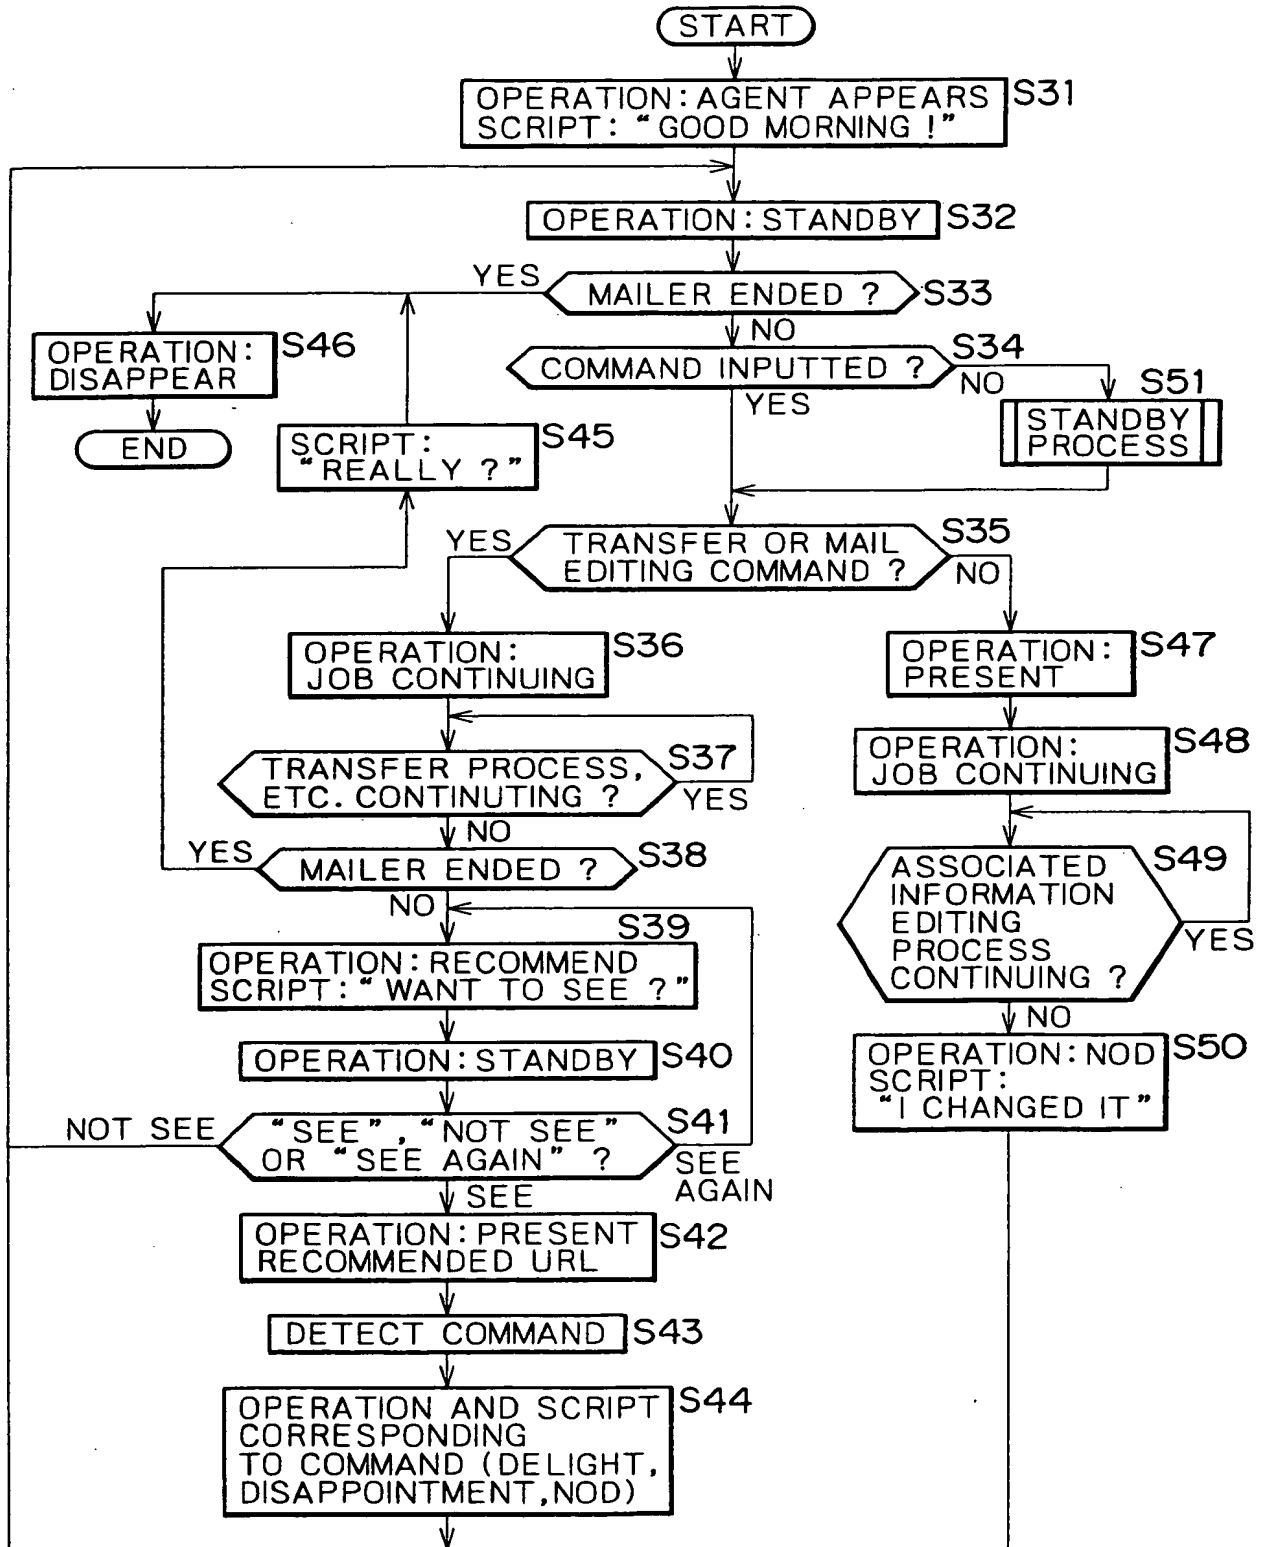 START
OPERATION: AGENT APPEARS
SCRIPT: “GOOD MORNING !”
S31
OPERATION: STANDBY
S32
YES
MAILER ENDED ?
S33
NO
OPERATION:
DISAPPEAR
S46
END
COMMAND INPUTTED ?
S34
NO
YES
S51
STANDBY
PROCESS
SCRIPT:
“REALLY ?”
S45
YES
TRANSFER OR MAIL
EDITING COMMAND ?
S35
NO
OPERATION:
JOB CONTINUING
S36
OPERATION:
PRESENT
S47
TRANSFER PROCESS,
ETC. CONTINUTING ?
S37
YES
NO
OPERATION:
JOB CONTINUING
S48
YES
MAILER ENDED ?
S38
NO
ASSOCIATED
INFORMATION
EDITING
PROCESS
CONTINUING ?
S49
YES
NO
S39
OPERATION: RECOMMEND
SCRIPT: “WANT TO SEE ?”
OPERATION: STANDBY
S40
OPERATION: NOD
SCRIPT:
“I CHANGED IT”
S50
NOT SEE
“SEE”, “NOT SEE”
OR “SEE AGAIN” ?
S41
SEE
AGAIN
SEE
OPERATION: PRESENT
RECOMMENDED URL
S42
DETECT COMMAND
S43
OPERATION AND SCRIPT
CORRESPONDING
TO COMMAND (DELIGHT,
DISAPPOINTMENT, NOD)
S44